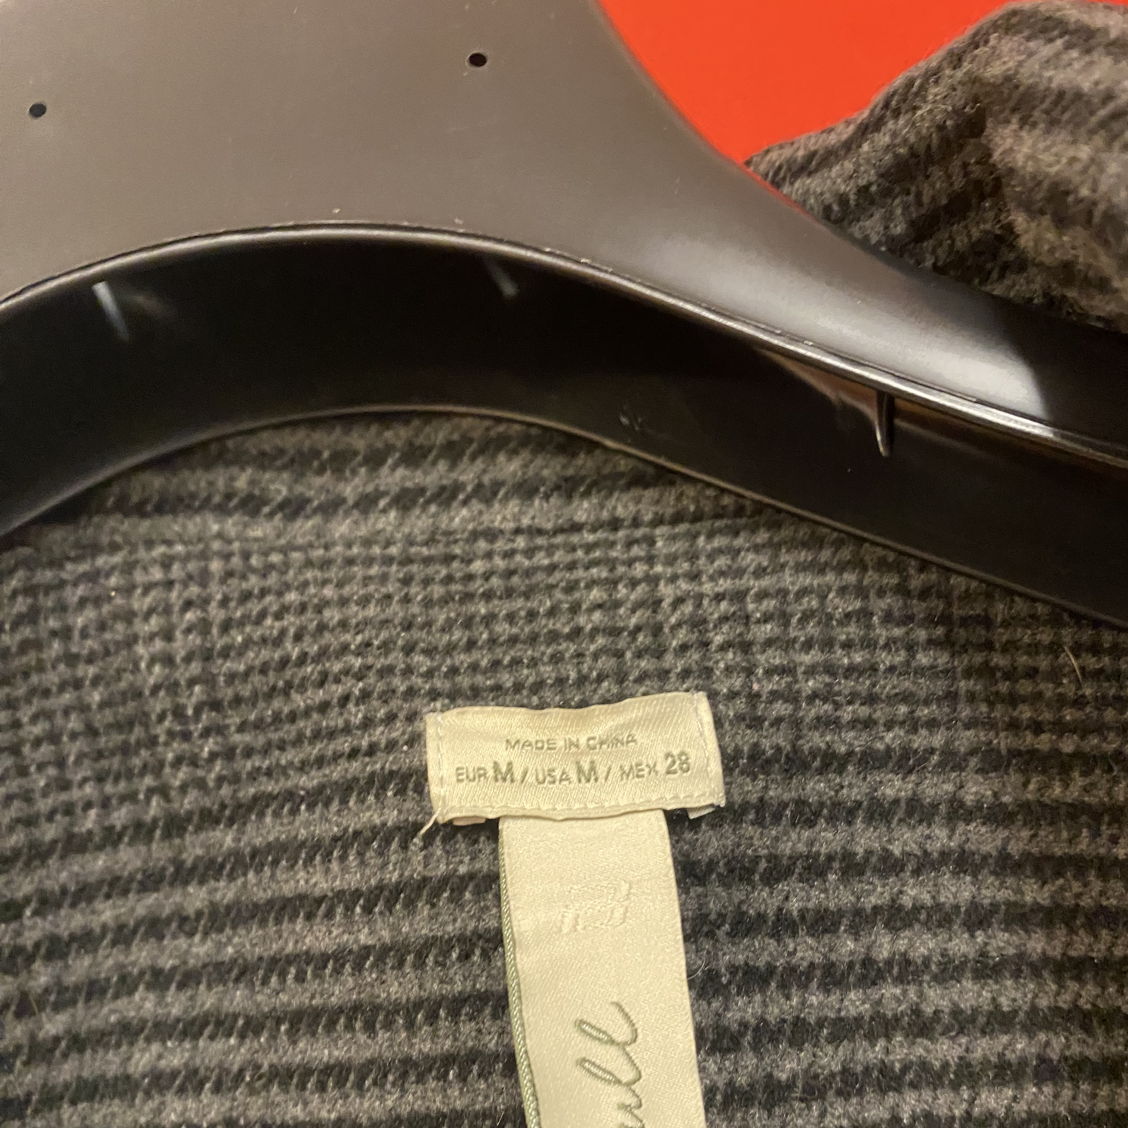 MADE IN CHINA
EUR M / USA M / MEX 28